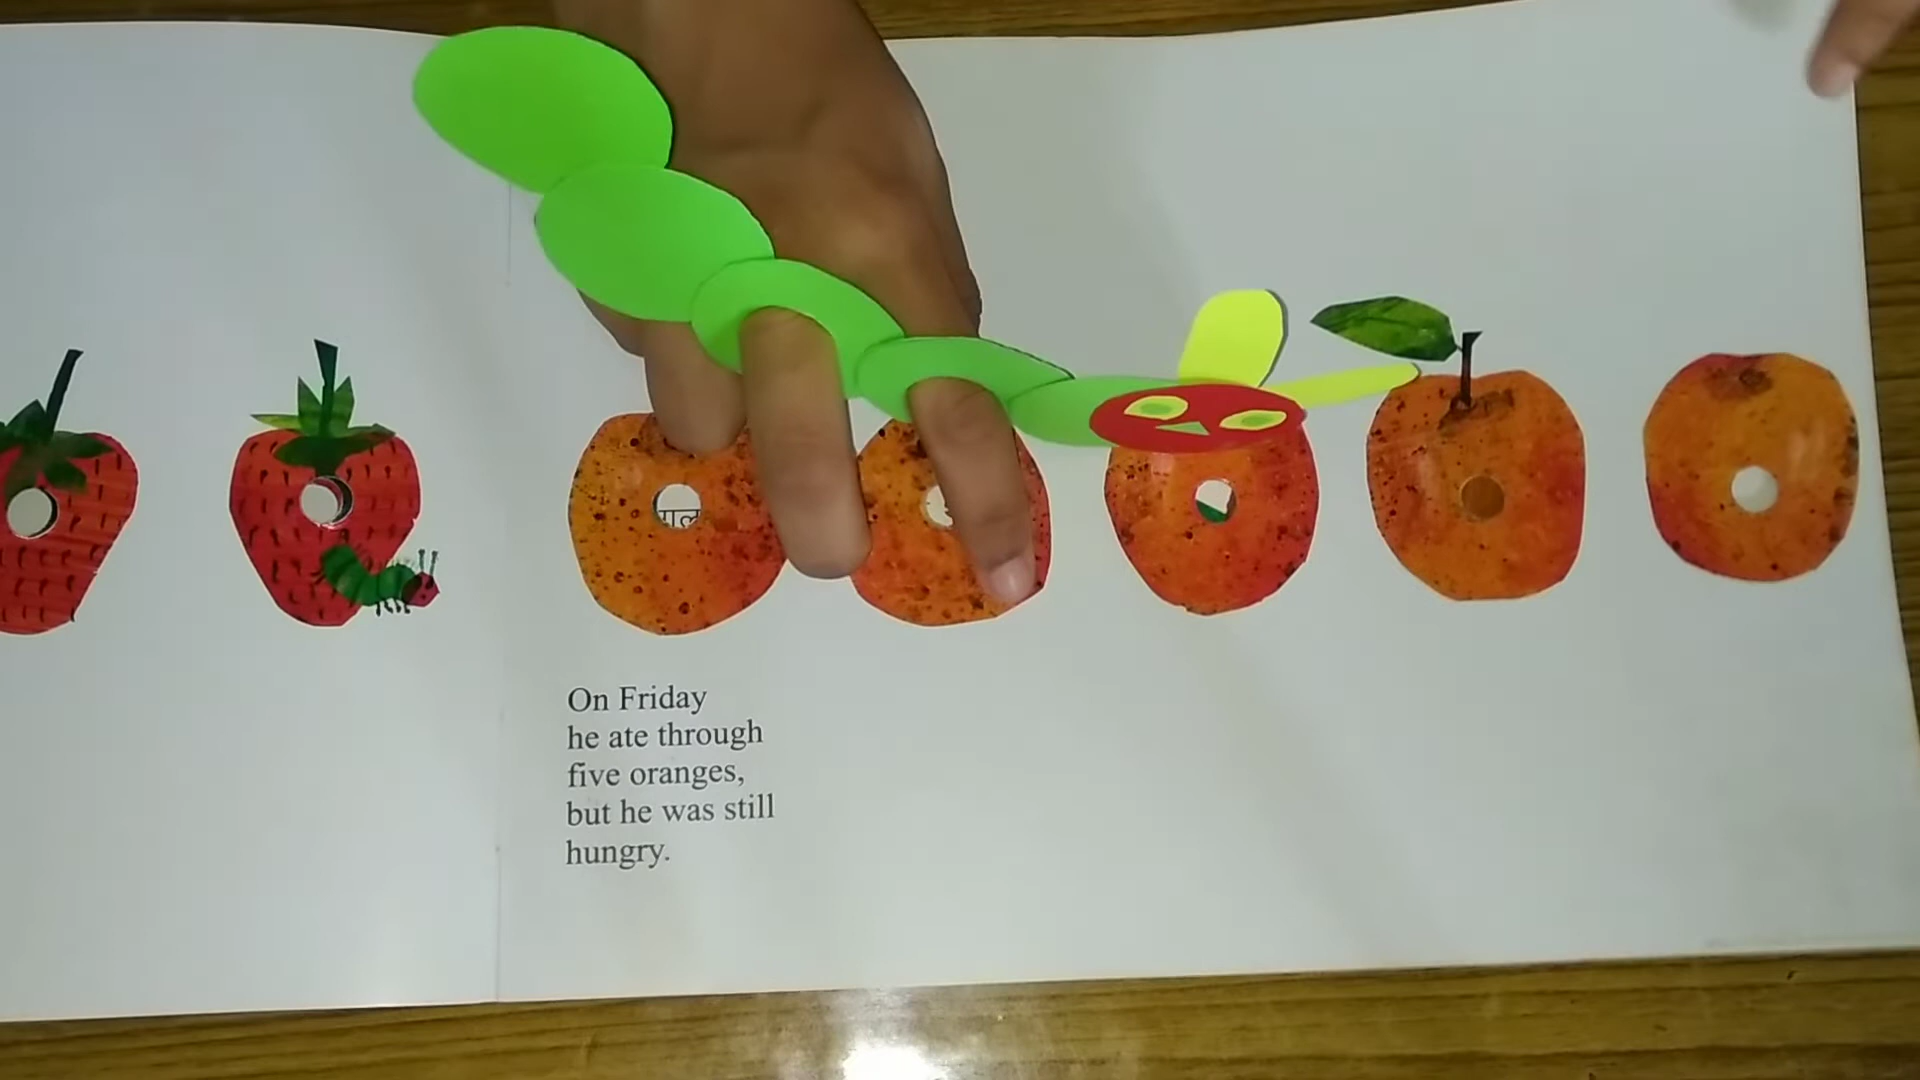 On Friday
he ate through
five oranges,
but he was still
hungry.